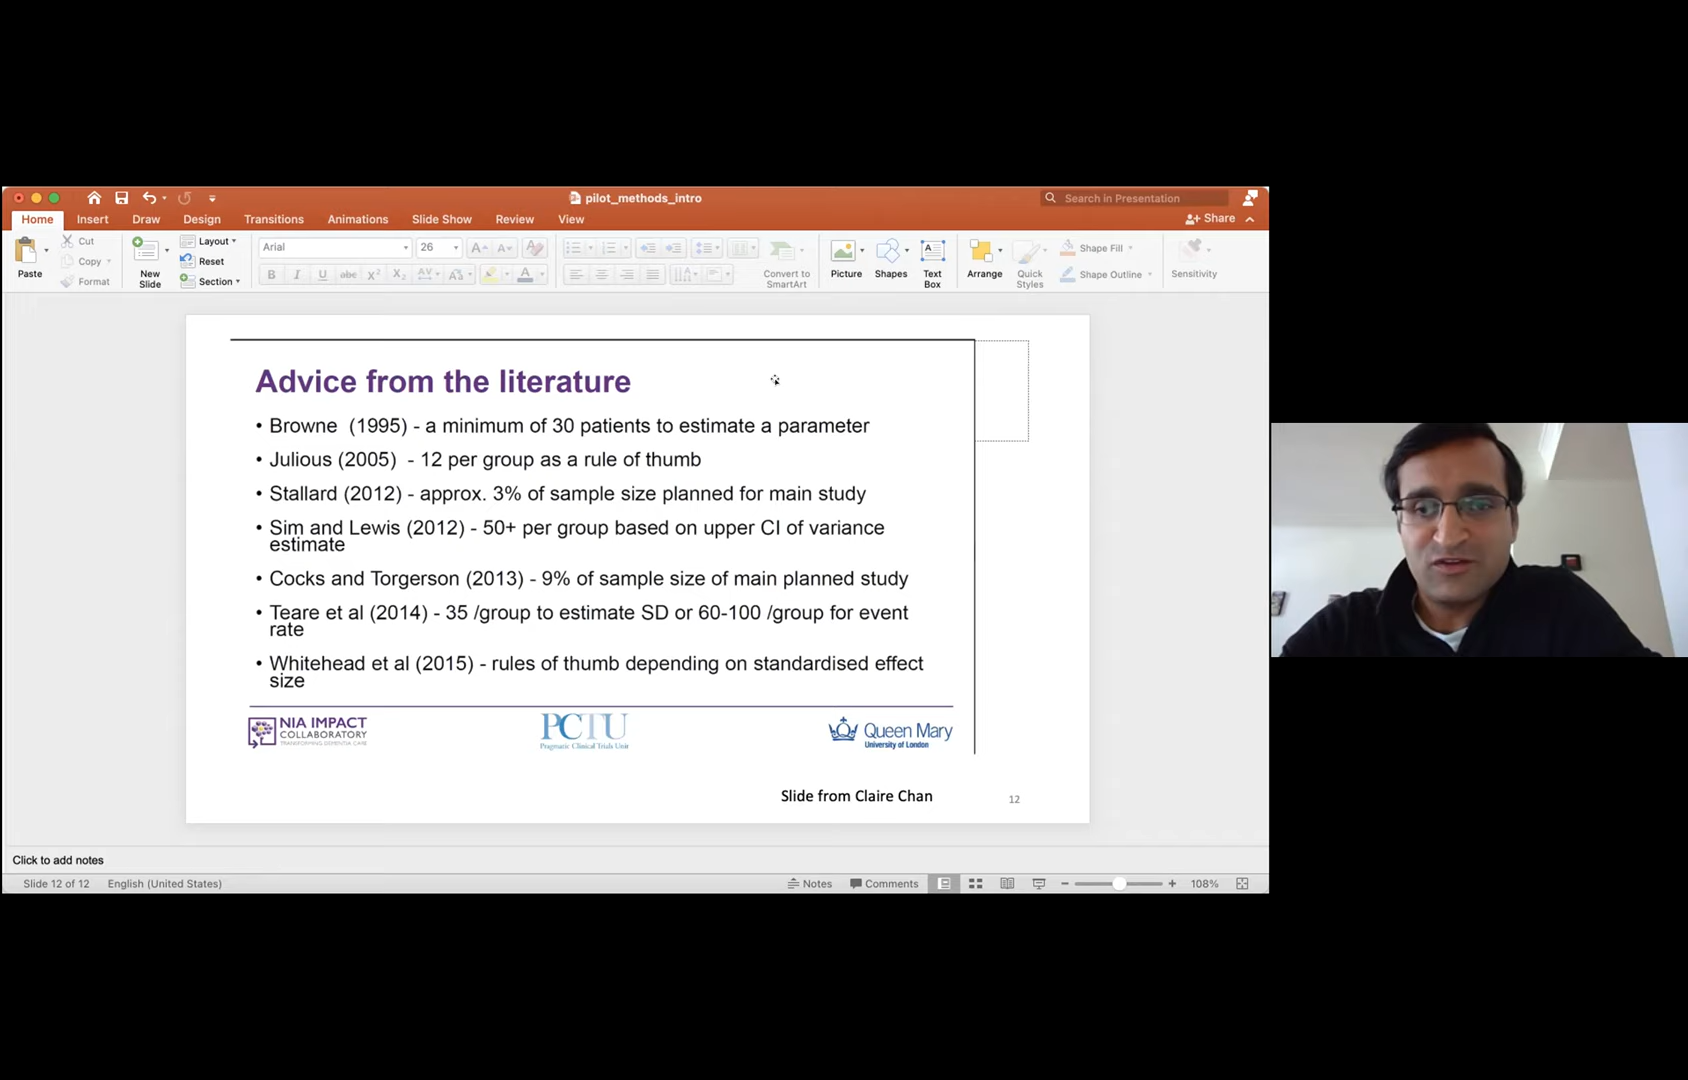 pilot_methods_intro
Search in Presentation
Home Insert Draw Design Transitions Animations Slide Show Review View Share
Paste
Cut
Copy
Format
New
Slide
Layout
Reset
Section
Arial 26
Convert to
SmartArt
Picture
Shapes
Text
Box
Arrange
Quick
Styles
Shape Fill
Shape Outline
Sensitivity
Advice from the literature
• Browne (1995) - a minimum of 30 patients to estimate a parameter
• Julious (2005) - 12 per group as a rule of thumb
• Stallard (2012) - approx. 3% of sample size planned for main study
• Sim and Lewis (2012) - 50+ per group based on upper CI of variance
estimate
• Cocks and Torgerson (2013) - 9% of sample size of main planned study
• Teare et al (2014) - 35 /group to estimate SD or 60-100 /group for event
rate
• Whitehead et al (2015) - rules of thumb depending on standardised effect
size
NIA IMPACT
COLLABORATORY
TRANSFORMING DEMENTIA CARE
PCTU
Pragmatic Clinical Trials Unit
Queen Mary
University of London
Slide from Claire Chan
12
Click to add notes
Slide 12 of 12 English (United States) Notes Comments 108%